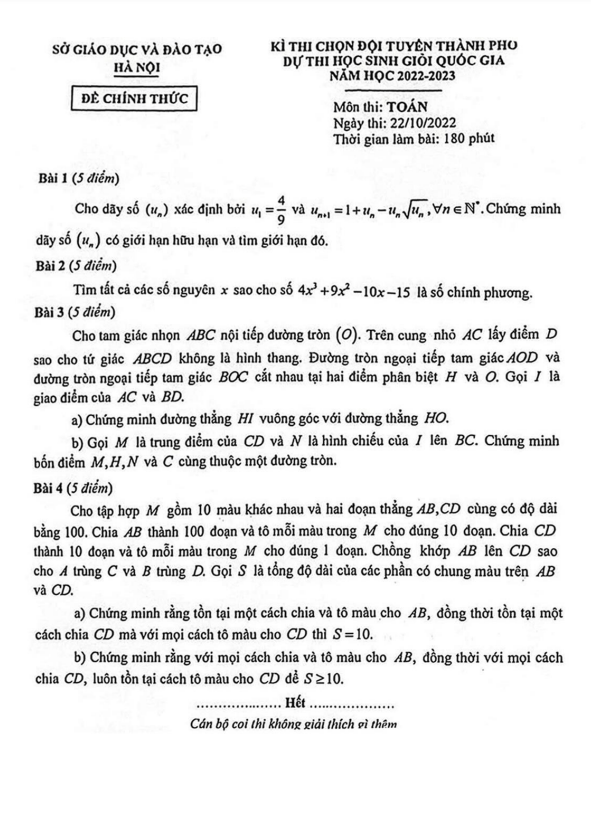 SỞ GIÁO DỤC VÀ ĐÀO TẠO
HÀ NỘI
ĐỀ CHÍNH THỨC
KÌ THI CHỌN ĐỘI TUYỂN THÀNH PHỐ
DỰ THI HỌC SINH GIỎI QUỐC GIA
NĂM HỌC 2022-2023
Môn thi: TOÁN
Ngày thi: 22/10/2022
Thời gian làm bài: 180 phút
Bài 1 (5 điểm)
Cho dãy số (uₙ) xác định bởi u₁ = 4/9 và uₙ₊₁ = 1+uₙ −uₙ√uₙ, ∀n ∈ ℕ*. Chứng minh
dãy số (uₙ) có giới hạn hữu hạn và tìm giới hạn đó.
Bài 2 (5 điểm)
Tìm tất cả các số nguyên x sao cho số 4x³ +9x² −10x−15 là số chính phương.
Bài 3 (5 điểm)
Cho tam giác nhọn ABC nội tiếp đường tròn (O). Trên cung nhỏ AC lấy điểm D
sao cho tứ giác ABCD không là hình thang. Đường tròn ngoại tiếp tam giác AOD và
đường tròn ngoại tiếp tam giác BOC cắt nhau tại hai điểm phân biệt H và O. Gọi I là
giao điểm của AC và BD.
a) Chứng minh đường thẳng HI vuông góc với đường thẳng HO.
b) Gọi M là trung điểm của CD và N là hình chiếu của I lên BC. Chứng minh
bốn điểm M,H,N và C cùng thuộc một đường tròn.
Bài 4 (5 điểm)
Cho tập hợp M gồm 10 màu khác nhau và hai đoạn thẳng AB,CD cùng có độ dài
bằng 100. Chia AB thành 100 đoạn và tô mỗi màu trong M cho đúng 10 đoạn. Chia CD
thành 10 đoạn và tô mỗi màu trong M cho đúng 1 đoạn. Chồng khớp AB lên CD sao
cho A trùng C và B trùng D. Gọi S là tổng độ dài của các phần có chung màu trên AB
và CD.
a) Chứng minh rằng tồn tại một cách chia và tô màu cho AB, đồng thời tồn tại một
cách chia CD mà với mọi cách tô màu cho CD thì S=10.
b) Chứng minh rằng với mọi cách chia và tô màu cho AB, đồng thời với mọi cách
chia CD, luôn tồn tại cách tô màu cho CD để S≥10.
.................... Hết ....................
Cán bộ coi thi không giải thích gì thêm